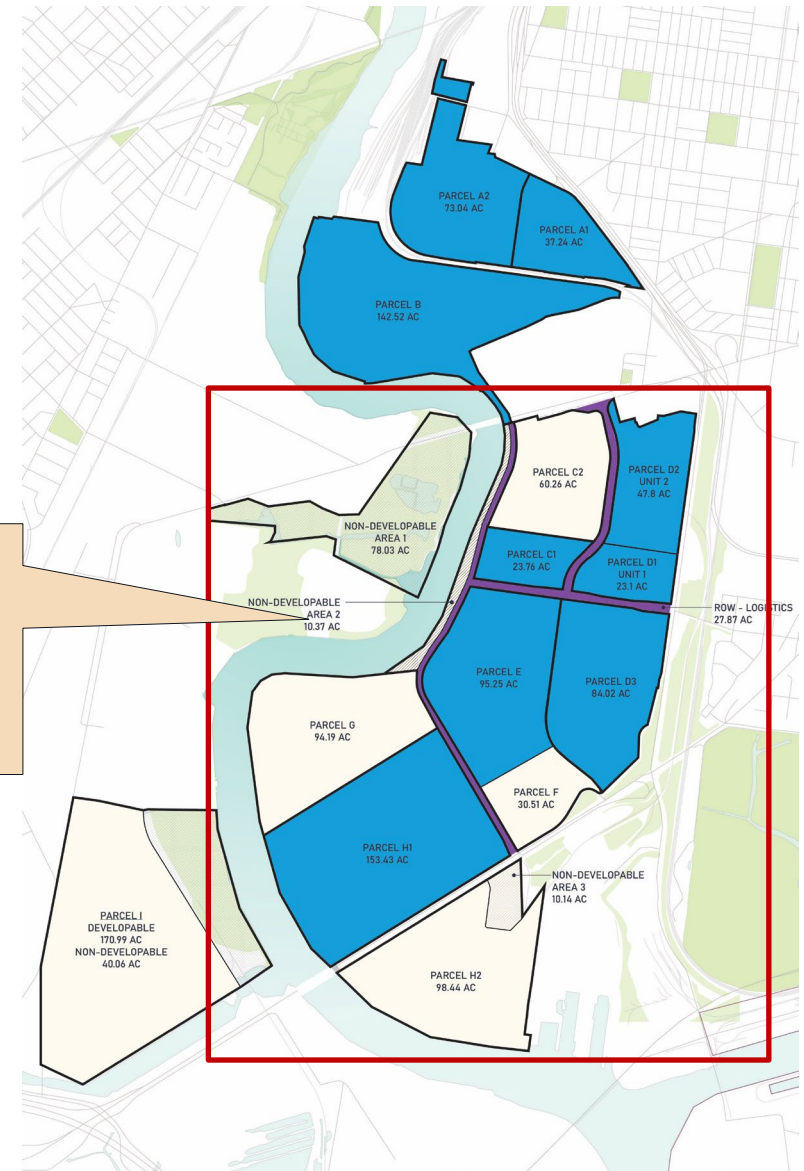 PARCEL A2
73.04 AC
PARCEL A1
37.24 AC
PARCEL B
142.52 AC
PARCEL C2
60.26 AC
PARCEL D2
UNIT 2
47.8 AC
NON-DEVELOPABLE
AREA 1
78.03 AC
PARCEL C1
23.76 AC
PARCEL D1
UNIT 1
23.1 AC
NON-DEVELOPABLE
AREA 2
10.37 AC
ROW - LOGISTICS
27.87 AC
PARCEL E
95.25 AC
PARCEL D3
84.02 AC
PARCEL G
94.19 AC
PARCEL F
30.51 AC
PARCEL H1
153.43 AC
NON-DEVELOPABLE
AREA 3
10.14 AC
PARCEL I
DEVELOPABLE
170.99 AC
NON-DEVELOPABLE
40.06 AC
PARCEL H2
98.44 AC